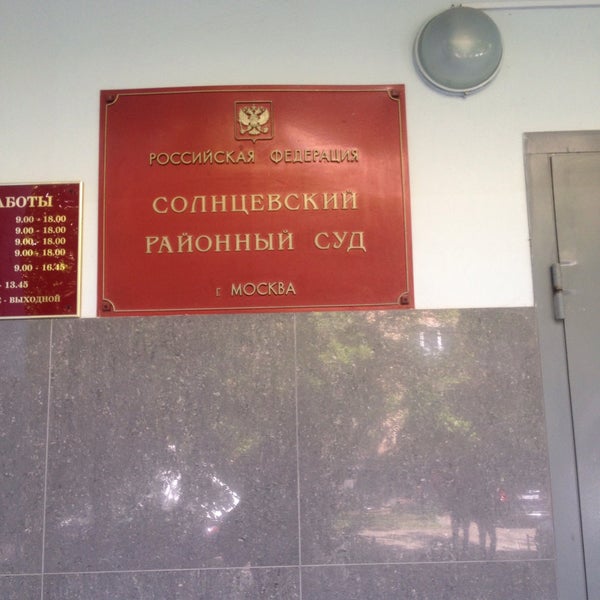 РОССИЙСКАЯ ФЕДЕРАЦИЯ
СОЛНЦЕВСКИЙ
РАЙОННЫЙ СУД
г. МОСКВА
АБОТЫ
9.00 - 18.00
9.00 - 18.00
9.00 - 18.00
9.00 - 18.00
9.00 - 16.45
- 13.45
- ВЫХОДНОЙ